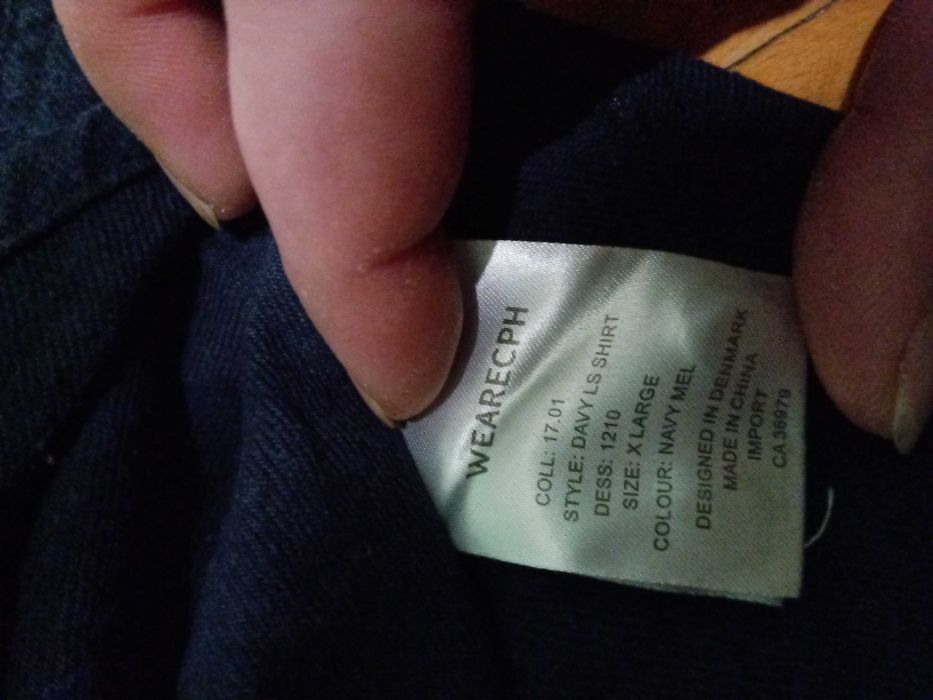 WEARECPH
COLL: 17.01
STYLE: DAVY LS SHIRT
DESS: 1210
SIZE: X LARGE
COLOUR: NAVY MEL
DESIGNED IN DENMARK
MADE IN CHINA
IMPORT
CA 36979